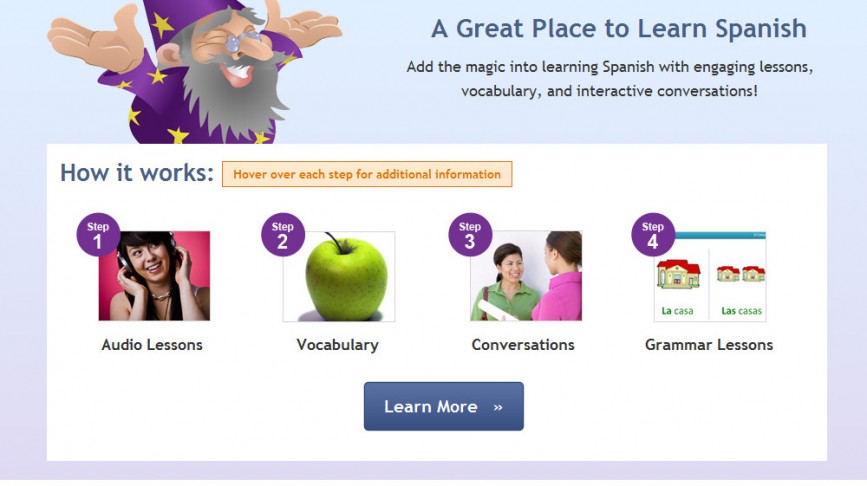 A Great Place to Learn Spanish
Add the magic into learning Spanish with engaging lessons,
vocabulary, and interactive conversations!
How it works:
Hover over each step for additional information
Step
1
Step
2
Step
3
Step
4
La casa
Las casas
Audio Lessons
Vocabulary
Conversations
Grammar Lessons
Learn More »